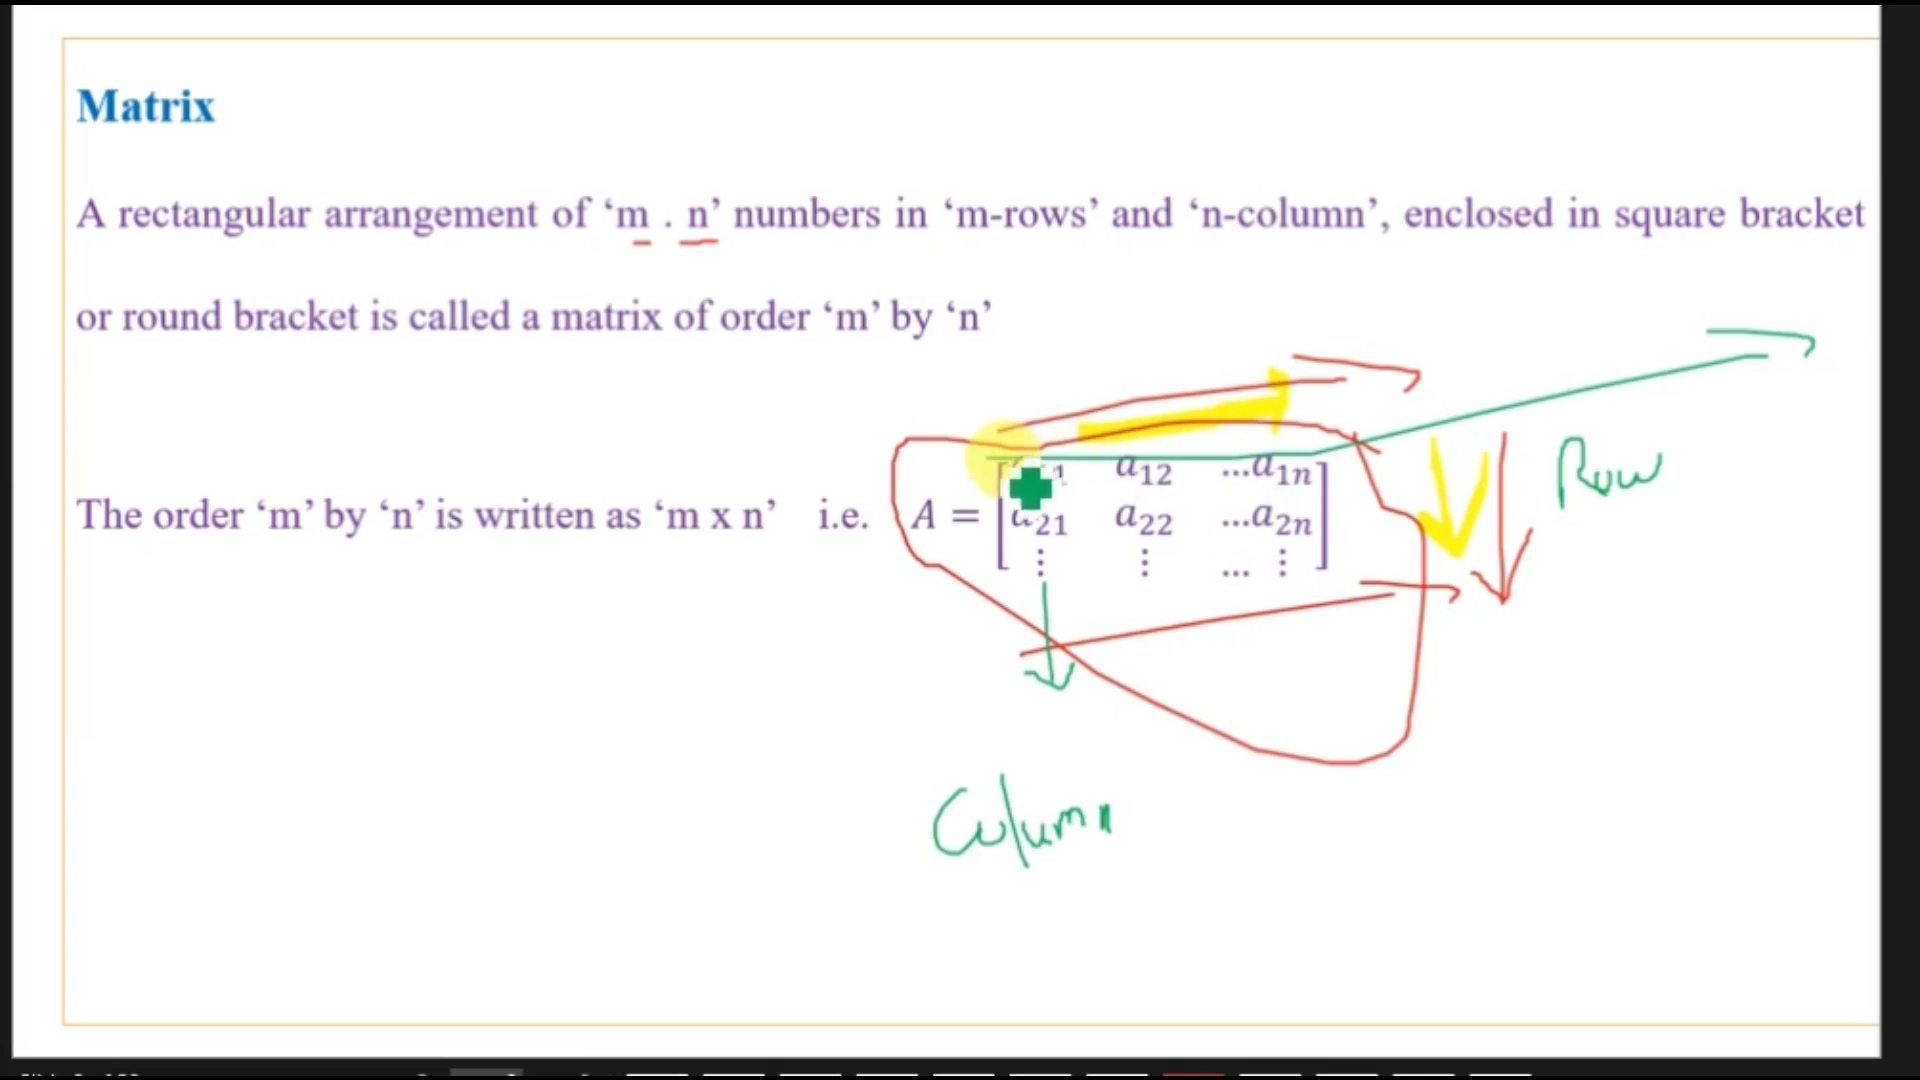 Matrix
A rectangular arrangement of ‘m . n’ numbers in ‘m-rows’ and ‘n-column’, enclosed in square bracket
or round bracket is called a matrix of order ‘m’ by ‘n’
a12 ...a1n
The order ‘m’ by ‘n’ is written as ‘m x n’ i.e. A = [a21 a22 ...a2n]
⋮ ⋮ ... ⋮
Row
Column